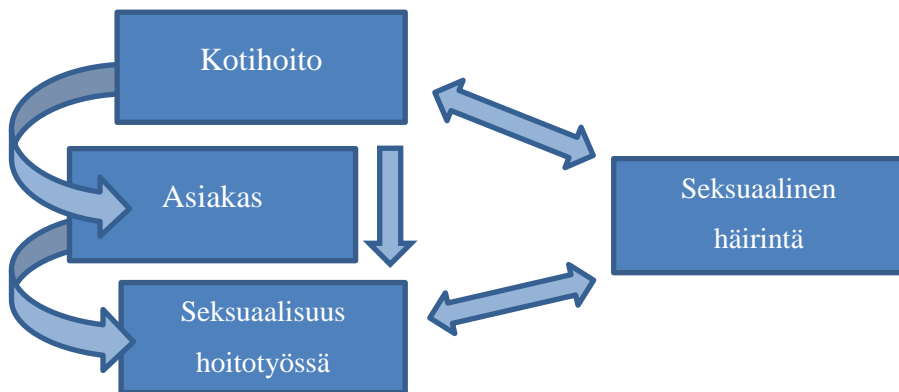 Kotihoito
Asiakas
Seksuaalisuus
hoitotyössä
Seksuaalinen
häirintä